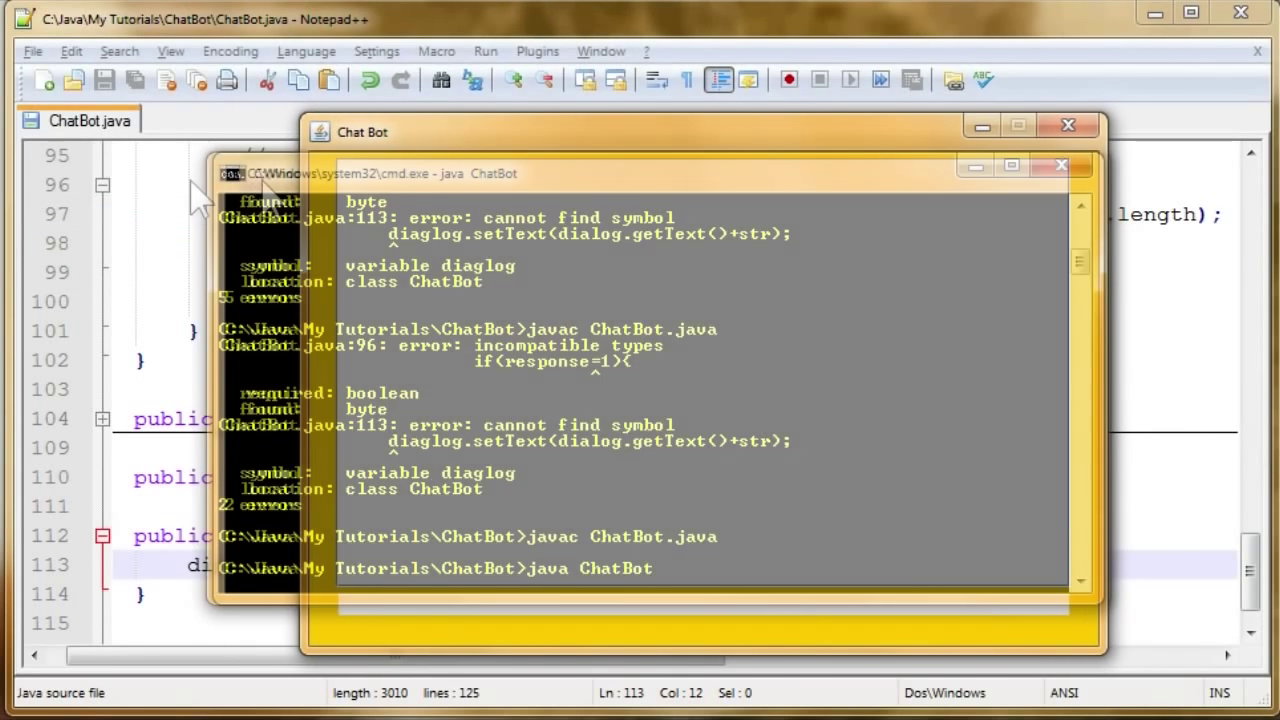 C:\Java\My Tutorials\ChatBot\ChatBot.java - Notepad++
File Edit Search View Encoding Language Settings Macro Run Plugins Window ? X
ChatBot.java
Chat Bot
C:\Windows\system32\cmd.exe - java ChatBot
95
96
97 .length);
98
99
100
101 }
102 }
103
104 public
109
110 public
111
112 public
113 di
114 }
115
found: byte
ChatBot.java:113: error: cannot find symbol
diaglog.setText(dialog.getText()+str);
^
symbol: variable diaglog
location: class ChatBot
5 errors
C:\Java\My Tutorials\ChatBot>javac ChatBot.java
ChatBot.java:96: error: incompatible types
if(response=1){
^
required: boolean
found: byte
ChatBot.java:113: error: cannot find symbol
diaglog.setText(dialog.getText()+str);
^
symbol: variable diaglog
location: class ChatBot
2 errors
C:\Java\My Tutorials\ChatBot>javac ChatBot.java
C:\Java\My Tutorials\ChatBot>java ChatBot
Java source file length : 3010 lines : 125 Ln : 113 Col : 12 Sel : 0 Dos\Windows ANSI INS